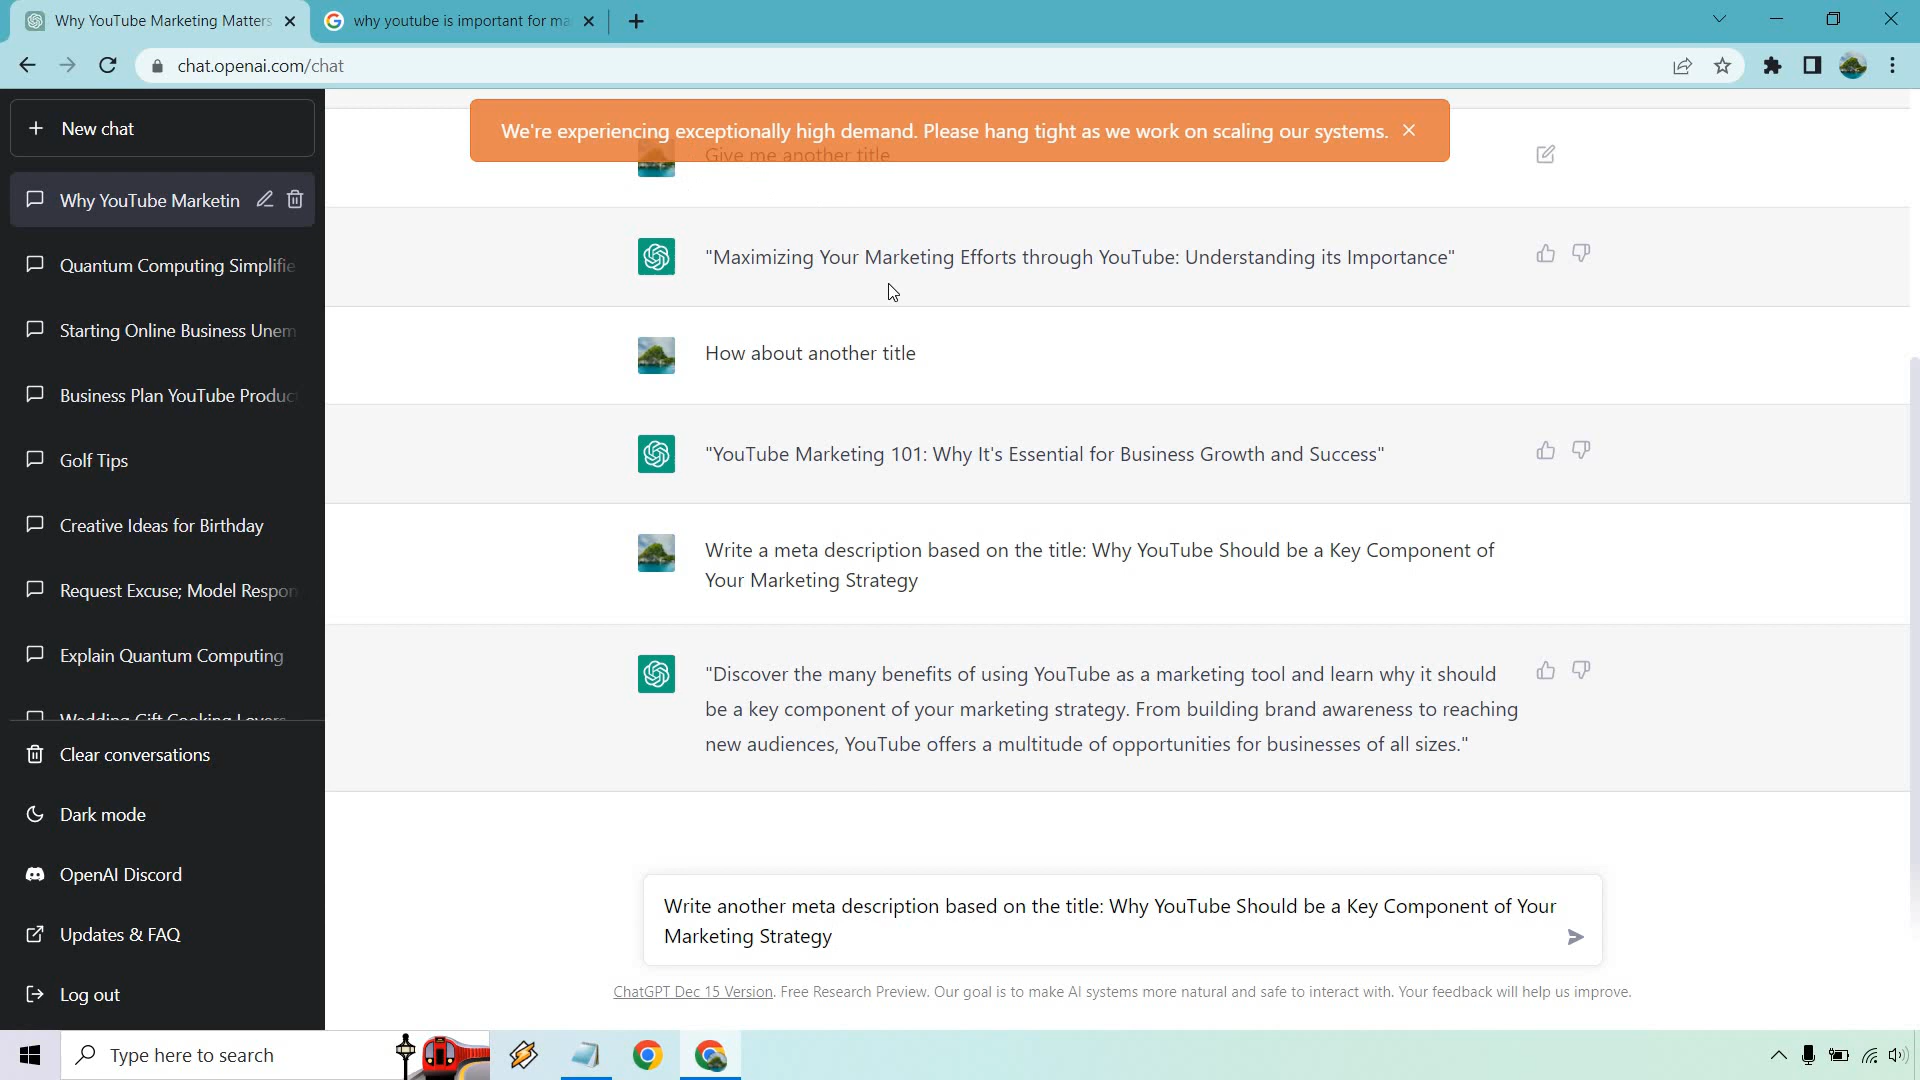 Why YouTube Marketing Matters
why youtube is important for ma
chat.openai.com/chat
New chat
Why YouTube Marketin
Quantum Computing Simplifie
Starting Online Business Unem
Business Plan YouTube Produc
Golf Tips
Creative Ideas for Birthday
Request Excuse; Model Respon
Explain Quantum Computing
Wedding Gift Cooking Lovers
Clear conversations
Dark mode
OpenAI Discord
Updates & FAQ
Log out
We're experiencing exceptionally high demand. Please hang tight as we work on scaling our systems.
Give me another title
"Maximizing Your Marketing Efforts through YouTube: Understanding its Importance"
How about another title
"YouTube Marketing 101: Why It's Essential for Business Growth and Success"
Write a meta description based on the title: Why YouTube Should be a Key Component of
Your Marketing Strategy
"Discover the many benefits of using YouTube as a marketing tool and learn why it should
be a key component of your marketing strategy. From building brand awareness to reaching
new audiences, YouTube offers a multitude of opportunities for businesses of all sizes."
Write another meta description based on the title: Why YouTube Should be a Key Component of Your
Marketing Strategy
ChatGPT Dec 15 Version. Free Research Preview. Our goal is to make AI systems more natural and safe to interact with. Your feedback will help us improve.
Type here to search